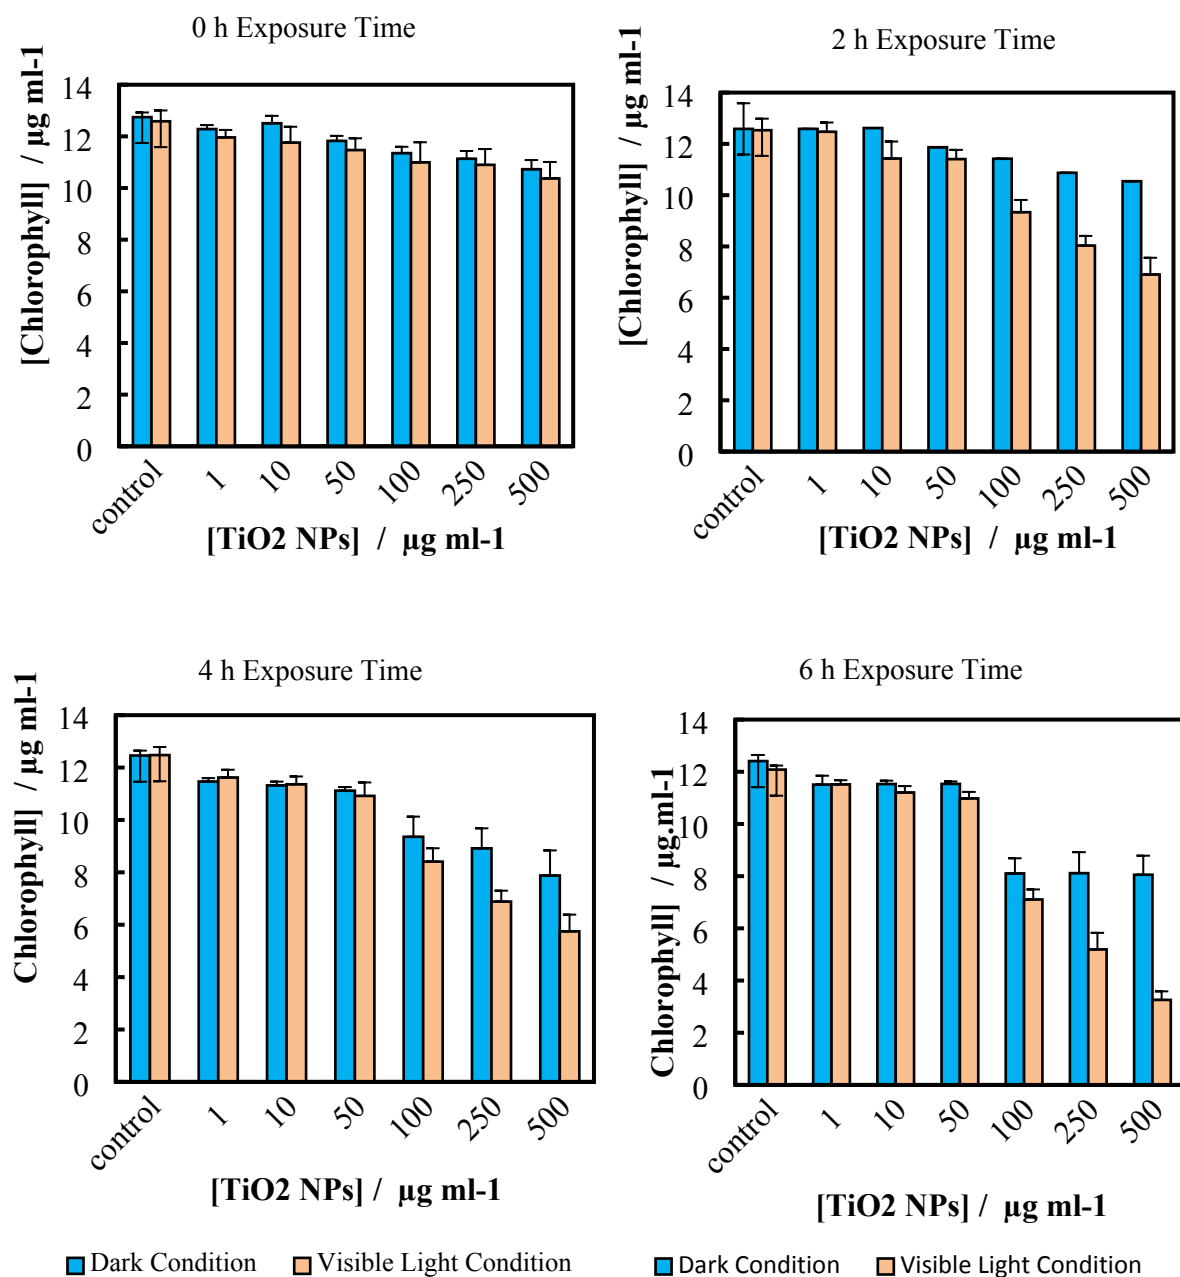 0 h Exposure Time
[Chlorophyll] / µg ml-1
14
12
10
8
6
4
2
0
control 1 10 50 100 250 500
[TiO2 NPs] / µg ml-1
2 h Exposure Time
[Chlorophyll] / µg ml-1
14
12
10
8
6
4
2
0
control 1 10 50 100 250 500
[TiO2 NPs] / µg ml-1
4 h Exposure Time
Chlorophyll] / µg ml-1
14
12
10
8
6
4
2
0
control 1 10 50 100 250 500
[TiO2 NPs] / µg ml-1
Dark Condition Visible Light Condition
6 h Exposure Time
Chlorophyll] / µg.ml-1
14
12
10
8
6
4
2
0
control 1 10 50 100 250 500
[TiO2 NPs] / µg ml-1
Dark Condition Visible Light Condition